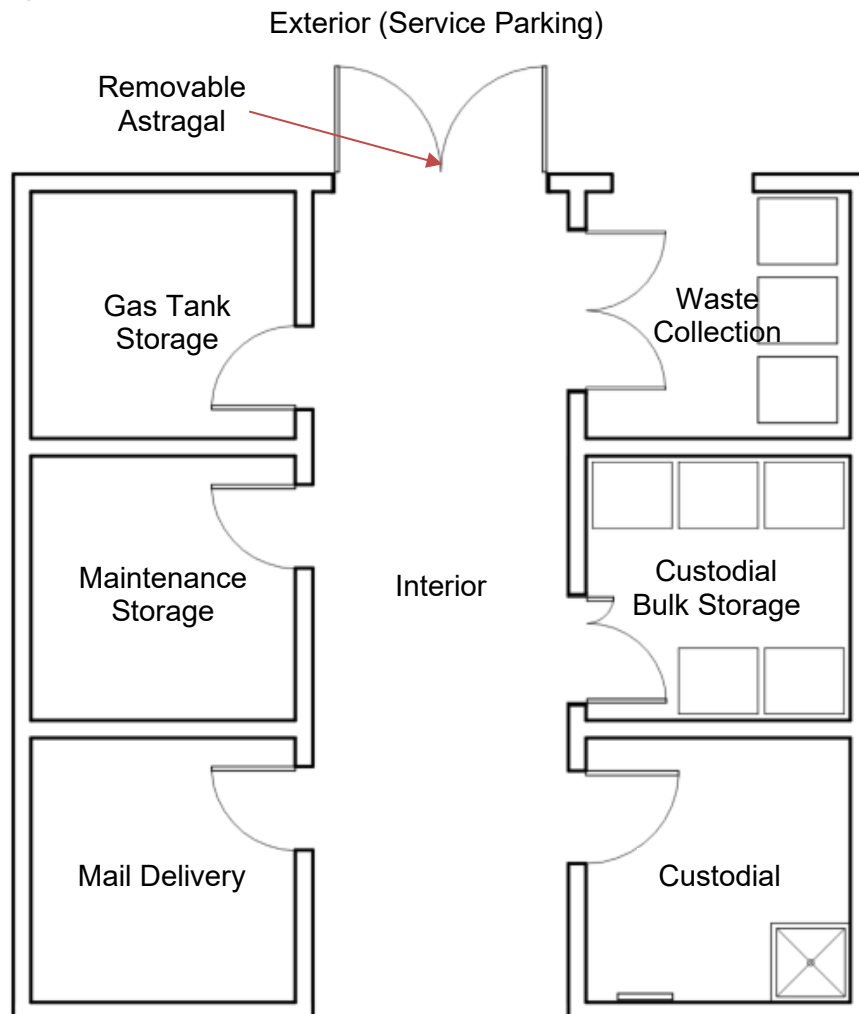 Exterior (Service Parking)
Removable
Astragal
Gas Tank
Storage
Waste
Collection
Maintenance
Storage
Interior
Custodial
Bulk Storage
Mail Delivery
Custodial